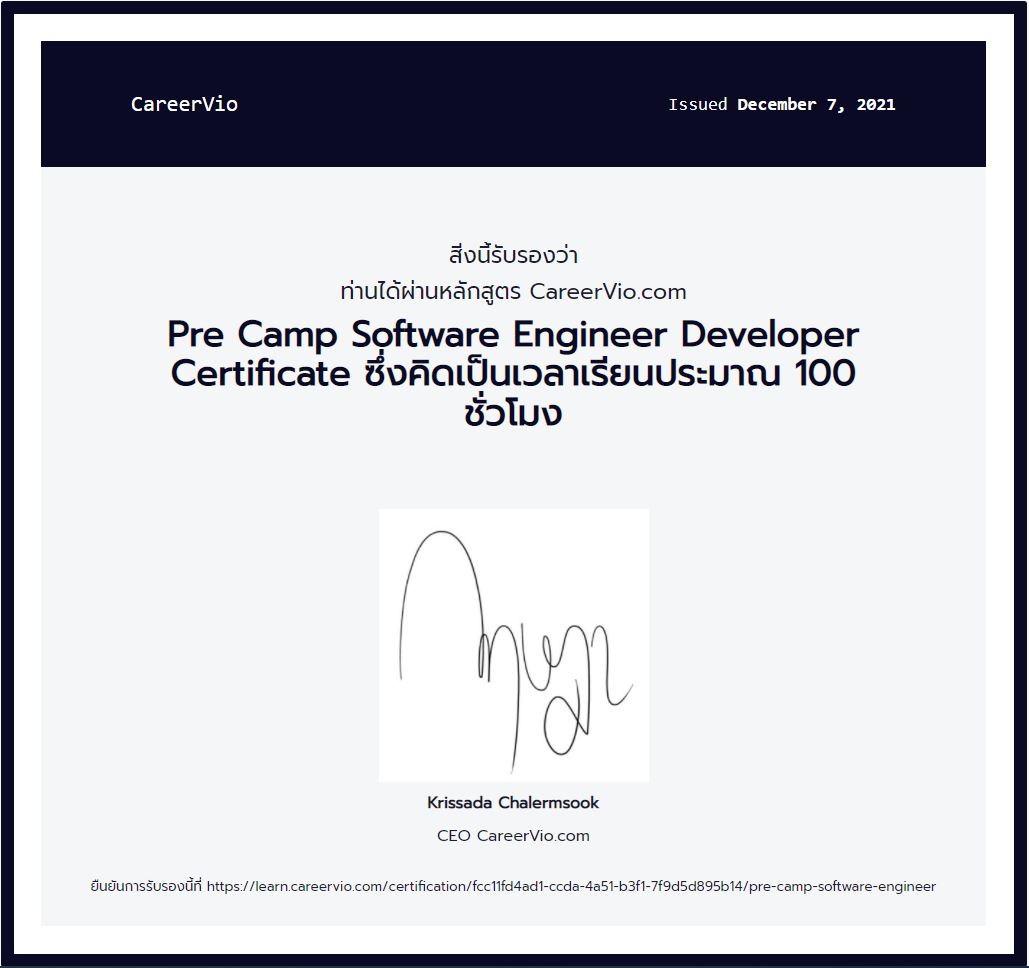 CareerVio
Issued December 7, 2021
สิ่งนี้รับรองว่า
ท่านได้ผ่านหลักสูตร CareerVio.com
Pre Camp Software Engineer Developer
Certificate ซึ่งคิดเป็นเวลาเรียนประมาณ 100
ชั่วโมง
Krissada Chalermsook
CEO CareerVio.com
ยืนยันการรับรองนี้ที่ https://learn.careervio.com/certification/fcc11fd4ad1-ccda-4a51-b3f1-7f9d5d895b14/pre-camp-software-engineer